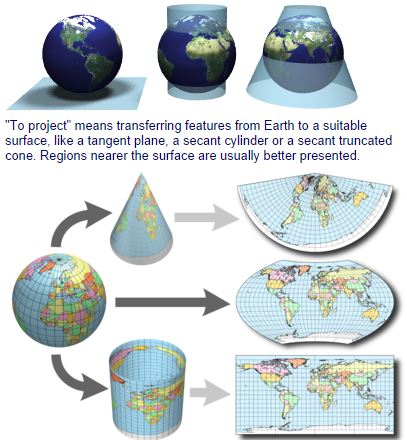 "To project" means transferring features from Earth to a suitable
surface, like a tangent plane, a secant cylinder or a secant truncated
cone. Regions nearer the surface are usually better presented.